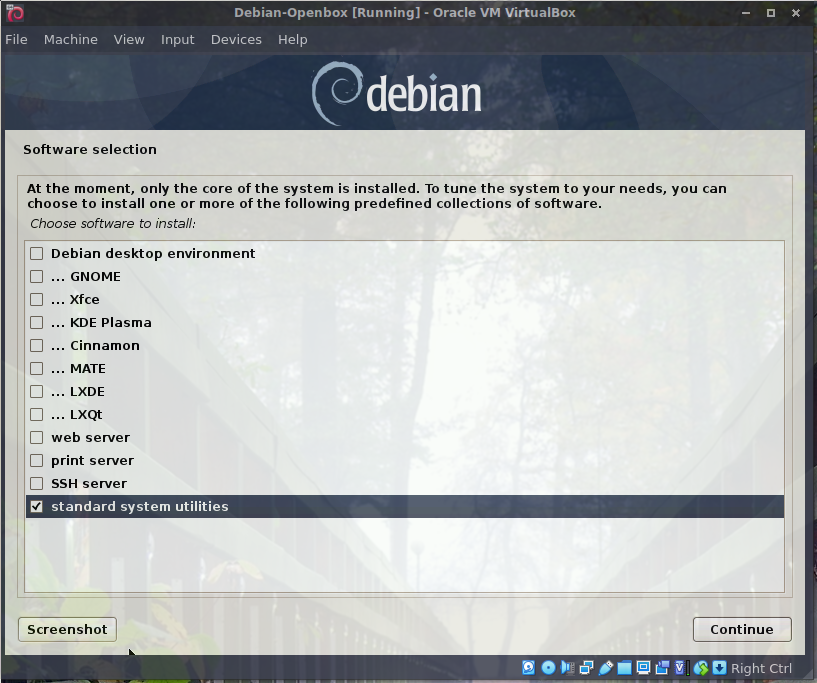 Debian-Openbox [Running] - Oracle VM VirtualBox
File Machine View Input Devices Help
debian
Software selection
At the moment, only the core of the system is installed. To tune the system to your needs, you can
choose to install one or more of the following predefined collections of software.
Choose software to install:
Debian desktop environment
... GNOME
... Xfce
... KDE Plasma
... Cinnamon
... MATE
... LXDE
... LXQt
web server
print server
SSH server
standard system utilities
Screenshot Continue
Right Ctrl